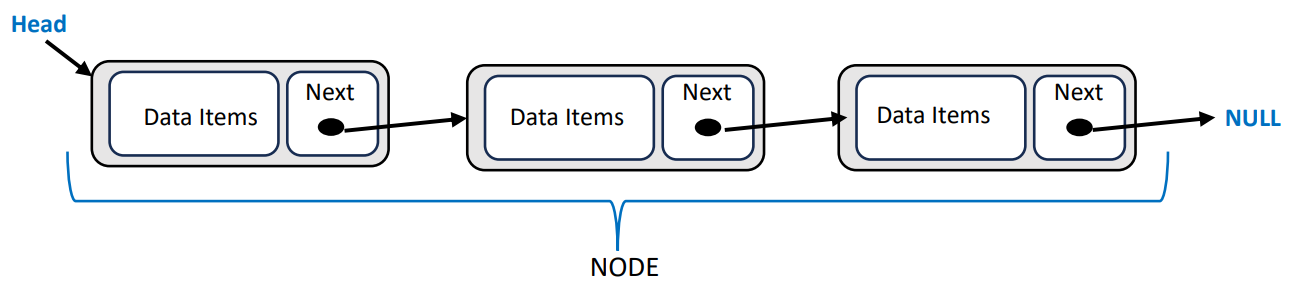 Head
Data Items
Next
Data Items
Next
Data Items
Next
NULL
NODE